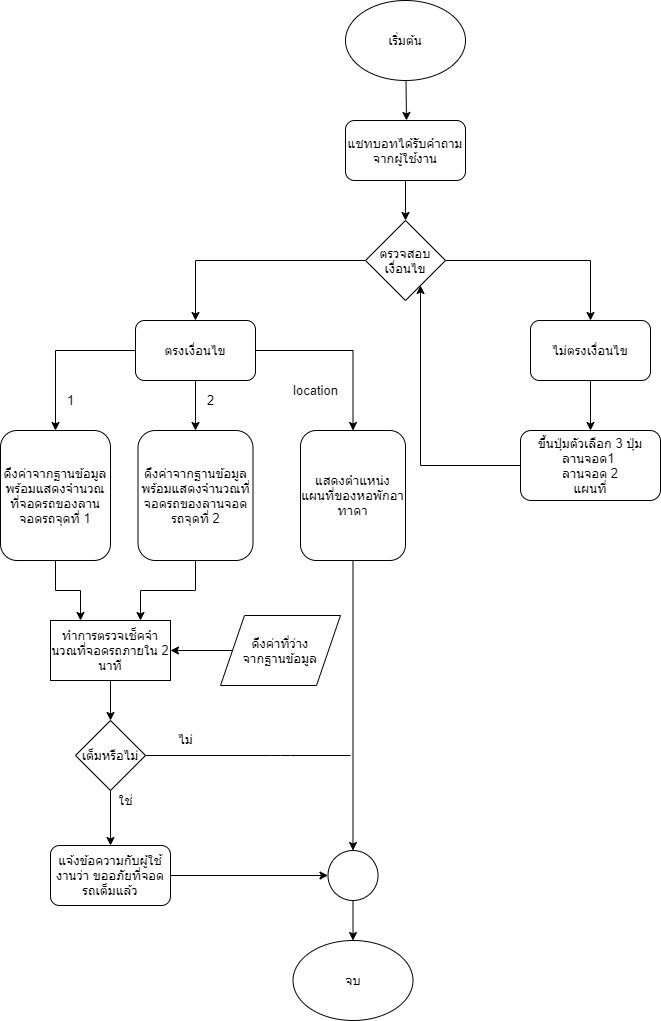 เริ่มต้น
แชทบอทได้รับคำถาม
จากผู้ใช้งาน
ตรวจสอบ
เงื่อนไข
ตรงเงื่อนไข
ไม่ตรงเงื่อนไข
1
2
location
ดึงค่าจากฐานข้อมูล
พร้อมแสดงจำนวณ
ที่จอดรถของลาน
จอดรถจุดที่ 1
ดึงค่าจากฐานข้อมูล
พร้อมแสดงจำนวณที่
จอดรถของลานจอด
รถจุดที่ 2
แสดงตำแหน่ง
แผนที่ของหอพักอา
ทาดา
ขึ้นปุ่มตัวเลือก 3 ปุ่ม
ลานจอด1
ลานจอด 2
แผนที่
ทำการตรวจเช็คจำ
นวณที่จอดรถภายใน 2
นาที
ดึงค่าที่ว่าง
จากฐานข้อมูล
เต็มหรือไม่
ไม่
ใช่
แจ้งข้อความกับผู้ใช้
งานว่า ขออภัยที่จอด
รถเต็มแล้ว
จบ